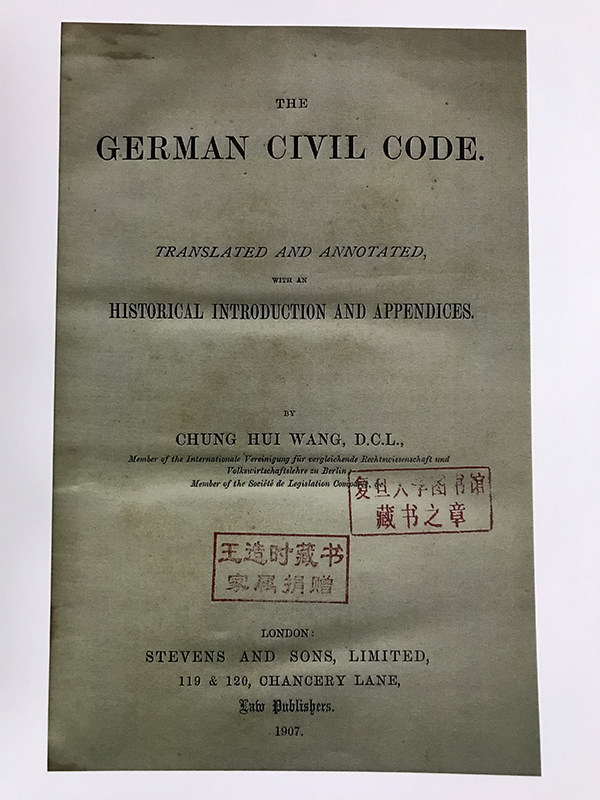 THE
GERMAN CIVIL CODE.
TRANSLATED AND ANNOTATED,
WITH AN
HISTORICAL INTRODUCTION AND APPENDICES.
BY
CHUNG HUI WANG, D.C.L.,
Member of the Internationale Vereinigung für vergleichende Rechtswissenschaft und
Volkswirtschaftslehre zu Berlin;
Member of the Société de Legislation
复旦大学图书馆
藏书之章
王造时藏书
家属捐赠
LONDON:
STEVENS AND SONS, LIMITED,
119 & 120, CHANCERY LANE,
Law Publishers.
1907.